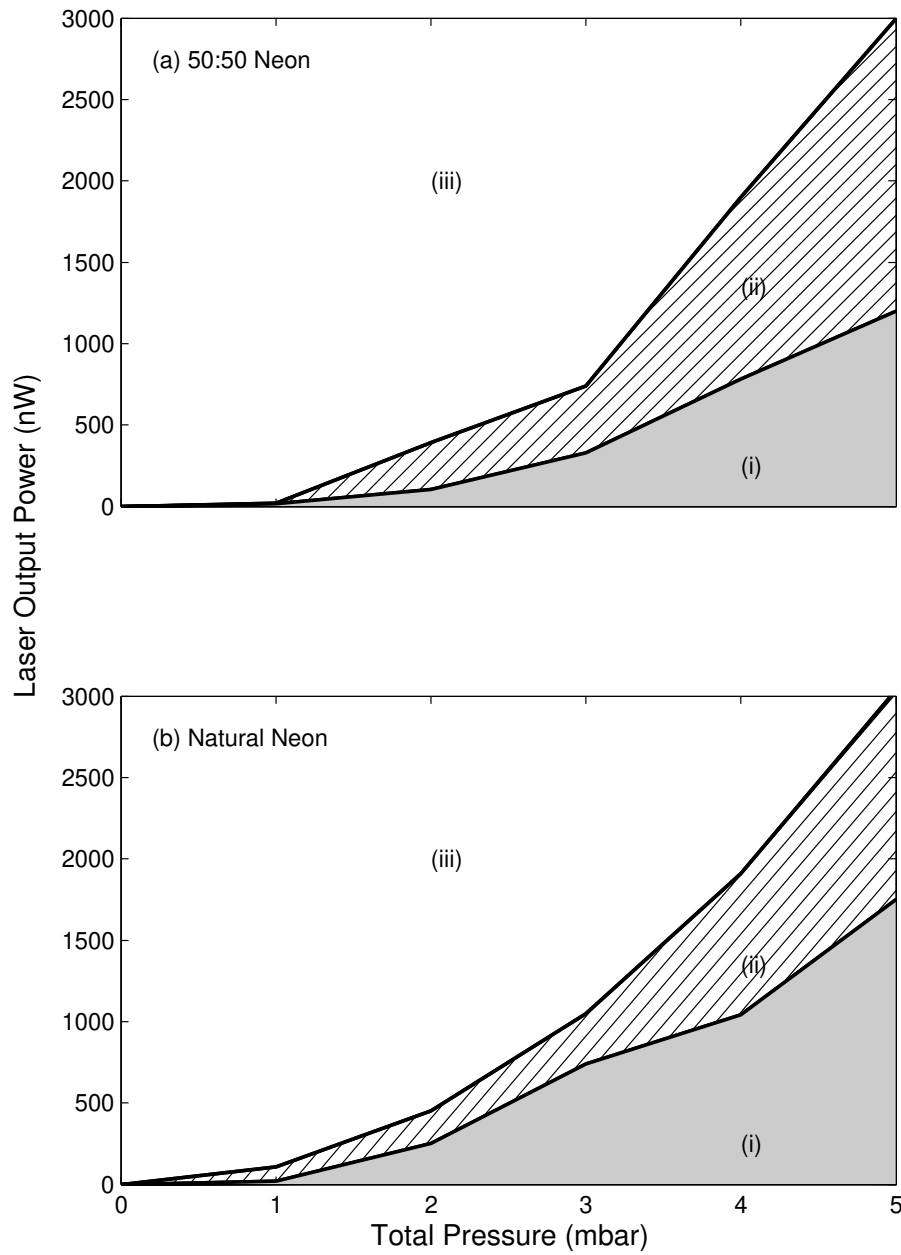 3000
(a) 50:50 Neon
2500
2000
(iii)
1500
(ii)
1000
500
(i)
0
Laser Output Power (nW)
3000
(b) Natural Neon
2500
2000
(iii)
1500
(ii)
1000
500
(i)
0
0 1 2 3 4 5
Total Pressure (mbar)